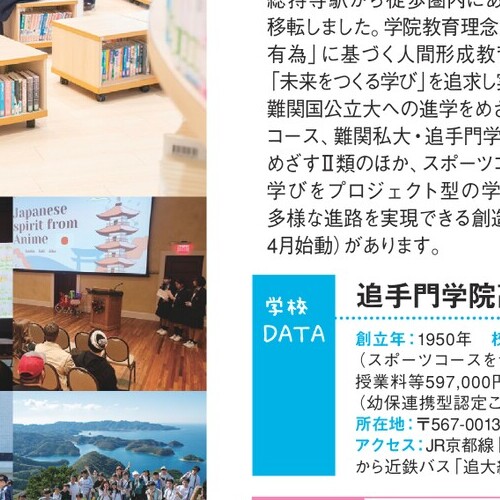 Japanese
spirit from
Anime
総持寺駅から徒歩圏内にあ
移転しました。学院教育理念
有為」に基づく人間形成教
「未来をつくる学び」を追求し
難関国公立大への進学をめざ
コース、難関私大・追手門学
めざすⅡ類のほか、スポーツコ
学びをプロジェクト型の学
多様な進路を実現できる創造
4月始動)があります。
学校
DATA
追手門学院高
創立年:1950年
(スポーツコースを
授業料等597,000円
(幼保連携型認定こ
所在地:〒567-0013
アクセス:JR京都線
から近鉄バス「追大総